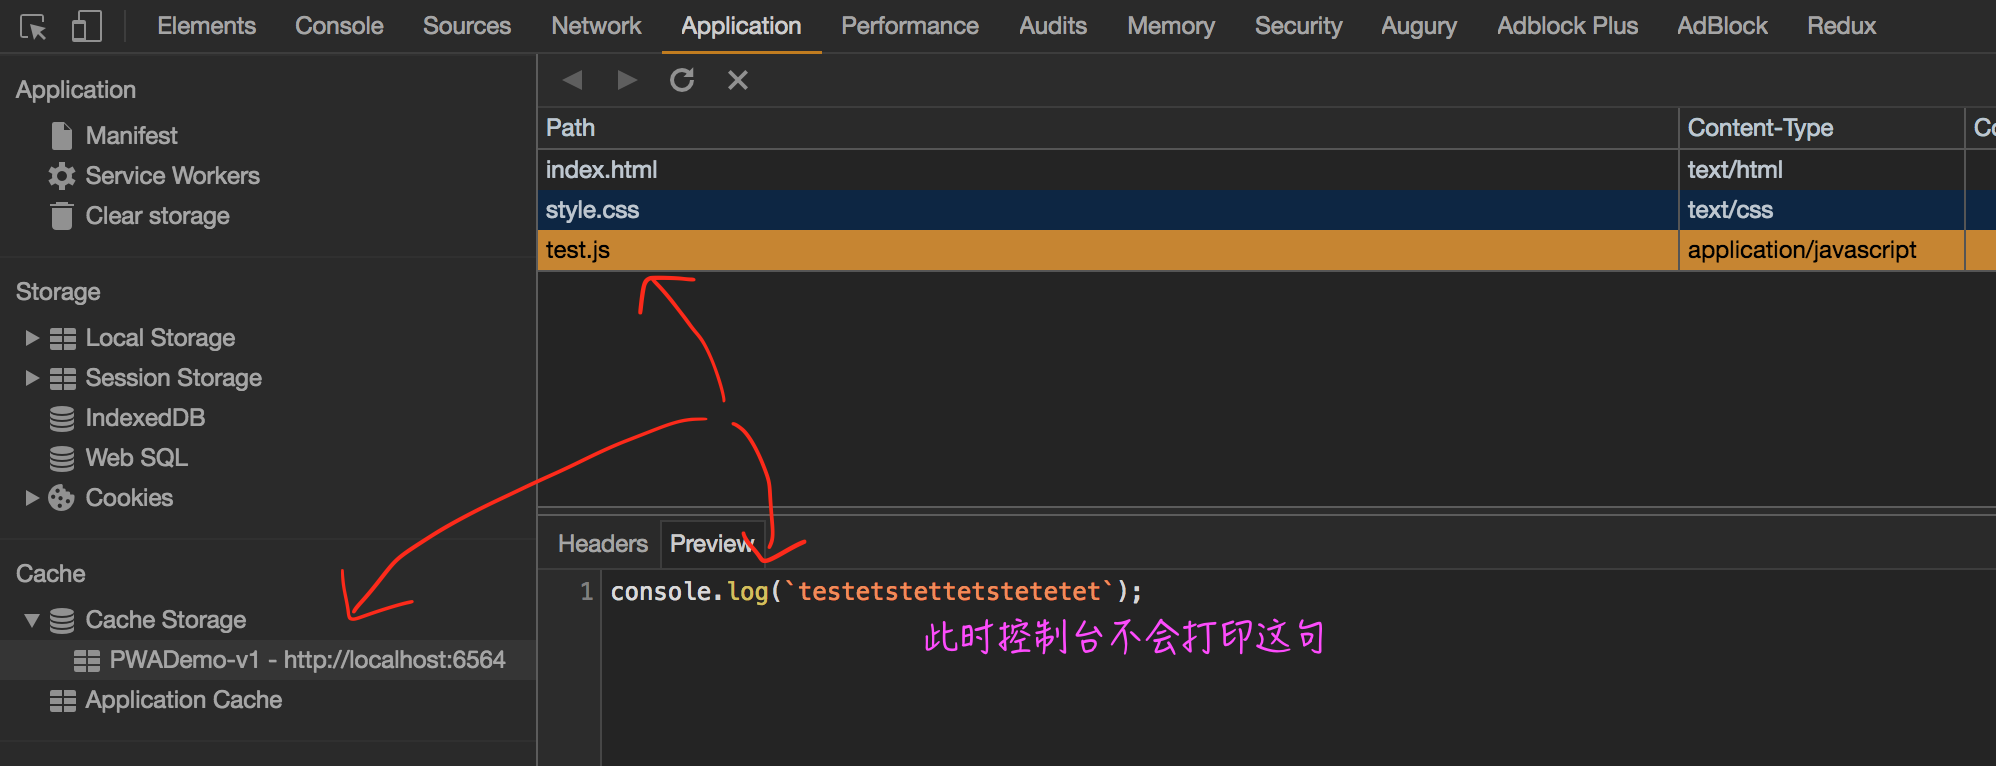 Elements Console Sources Network Application Performance Audits Memory Security Augury Adblock Plus AdBlock Redux
Application
Manifest
Service Workers
Clear storage
Storage
Local Storage
Session Storage
IndexedDB
Web SQL
Cookies
Cache
Cache Storage
PWADemo-v1 - http://localhost:6564
Application Cache
Path Content-Type
index.html text/html
style.css text/css
test.js application/javascript
Headers Preview
1 console.log(`testetstettetstetetet`);
此时控制台不会打印这句